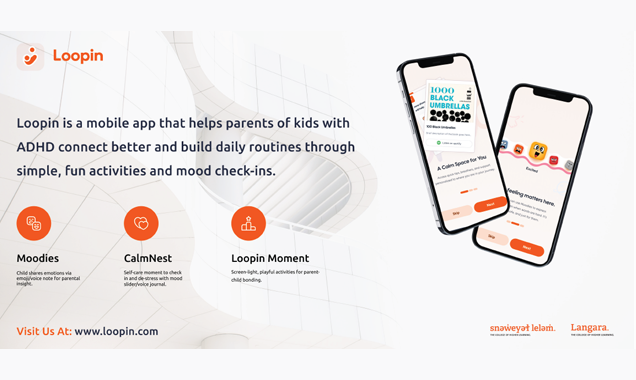 Loopin
Loopin is a mobile app that helps parents of kids with
ADHD connect better and build daily routines through
simple, fun activities and mood check-ins.
Moodies
Child shares emotions via
emoji/voice note for parental
insight.
CalmNest
Self-care moment to check
in and de-stress with mood
slider/voice journal.
Loopin Moment
Screen-light, playful activities for parent-
child bonding.
Visit Us At: www.loopin.com
1000
BLACK
UMBRELLAS
A Calm Space for You
Skip
Next
Excited
eeling matters here.
Skip
Next
snəw̓eyəɬ leləm̓.
Langara.
THE COLLEGE OF HIGHER LEARNING.
THE COLLEGE OF HIGHER LEARNING.